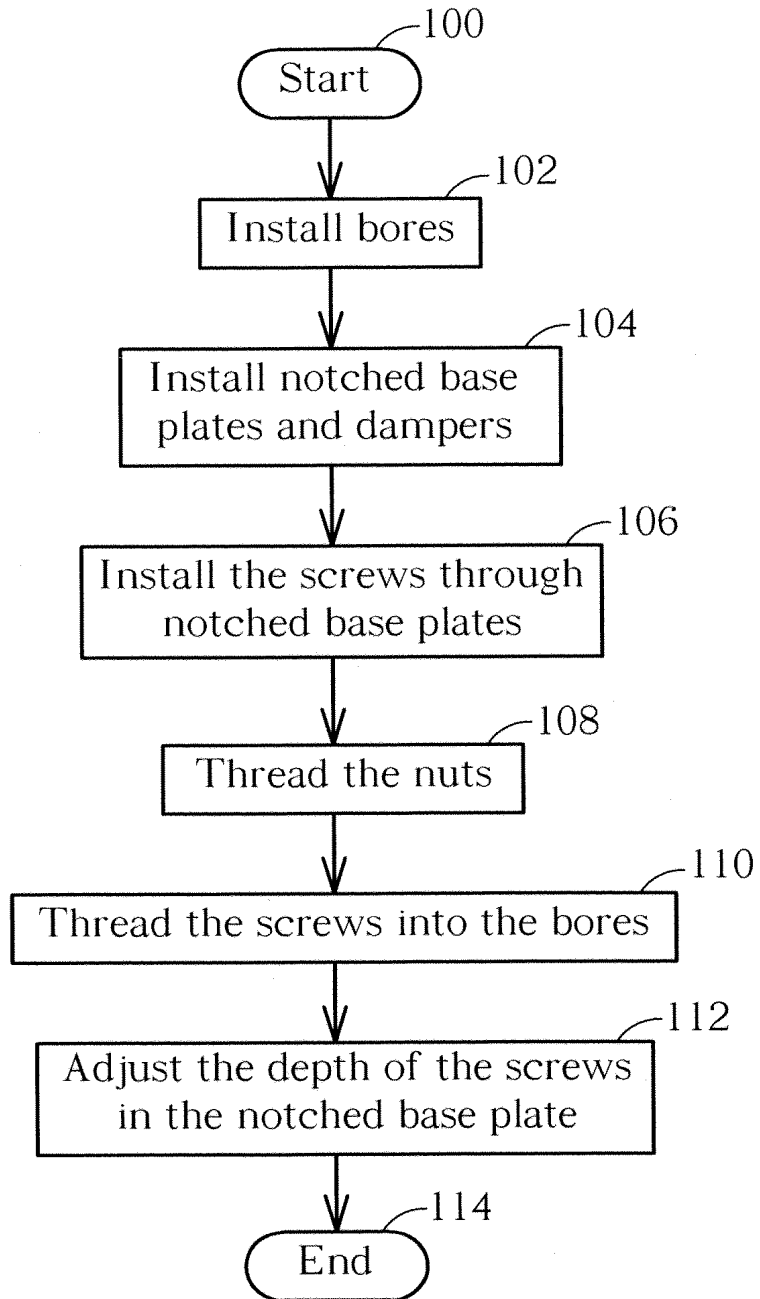 100
Start
102
Install bores
104
Install notched base
plates and dampers
106
Install the screws through
notched base plates
108
Thread the nuts
110
Thread the screws into the bores
112
Adjust the depth of the screws
in the notched base plate
114
End